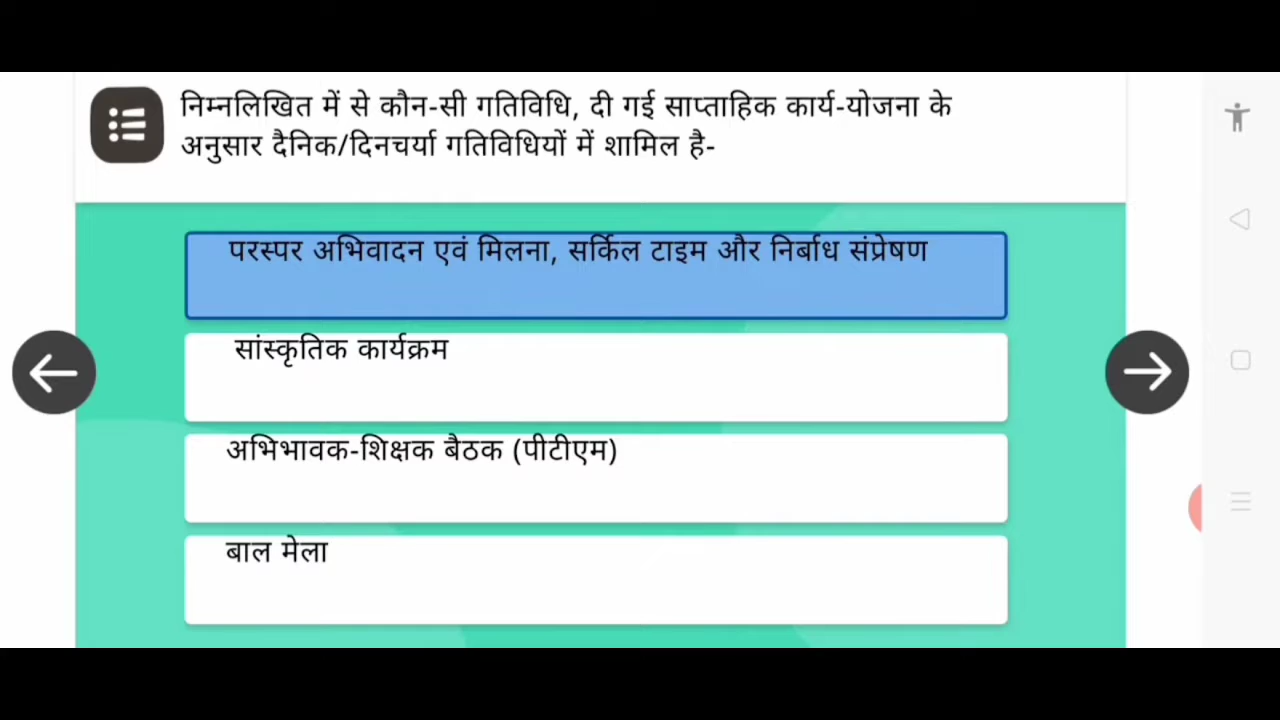 निम्नलिखित में से कौन-सी गतिविधि, दी गई साप्ताहिक कार्य-योजना के
अनुसार दैनिक/दिनचर्या गतिविधियों में शामिल है-
परस्पर अभिवादन एवं मिलना, सर्किल टाइम और निर्बाध संप्रेषण
सांस्कृतिक कार्यक्रम
अभिभावक-शिक्षक बैठक (पीटीएम)
बाल मेला